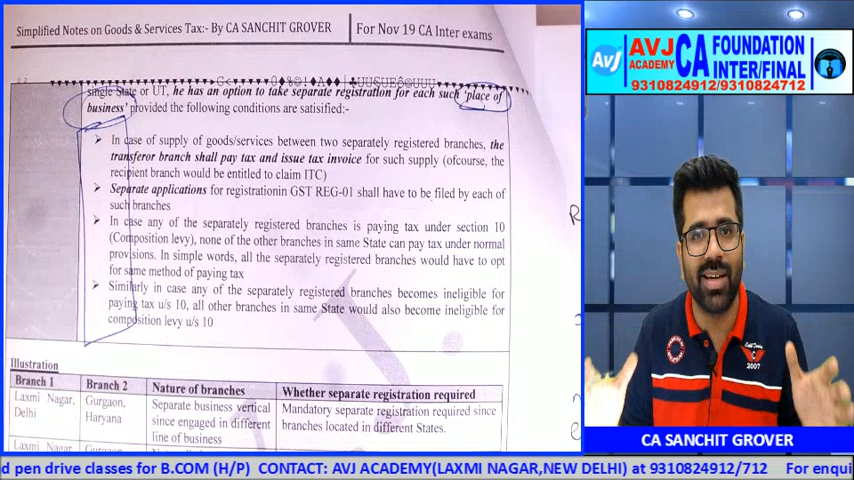 Simplified Notes on Goods & Services Tax:- By CA SANCHIT GROVER
For Nov 19 CA Inter exams
single State or UT, he has an option to take separate registration for each such 'place of
business' provided the following conditions are satisified:-
➤ In case of supply of goods/services between two separately registered branches, the
transferor branch shall pay tax and issue tax invoice for such supply (ofcourse, the
recipient branch would be entitled to claim ITC)
➤ Separate applications for registrationin GST REG-01 shall have to be filed by each of
such branches
➤ In case any of the separately registered branches is paying tax under section 10
(Composition levy), none of the other branches in same State can pay tax under normal
provisions. In simple words, all the separately registered branches would have to opt
for same method of paying tax
➤ Similarly in case any of the separately registered branches becomes ineligible for
paying tax u/s 10, all other branches in same State would also become ineligible for
composition levy u/s 10
Illustration
Branch 1 Branch 2 Nature of branches Whether separate registration required
Laxmi Nagar, Gurgaon, Separate business vertical Mandatory separate registration required since
Delhi Haryana since engaged in different branches located in different States.
line of business
Laxmi Nagar Gurgaon
AVJ
AVJ
ACADEMY
CA
FOUNDATION
INTER/FINAL
9310824912/9310824712
2007
CA SANCHIT GROVER
d pen drive classes for B.COM (H/P) CONTACT: AVJ ACADEMY(LAXMI NAGAR,NEW DELHI) at 9310824912/712 For enqui